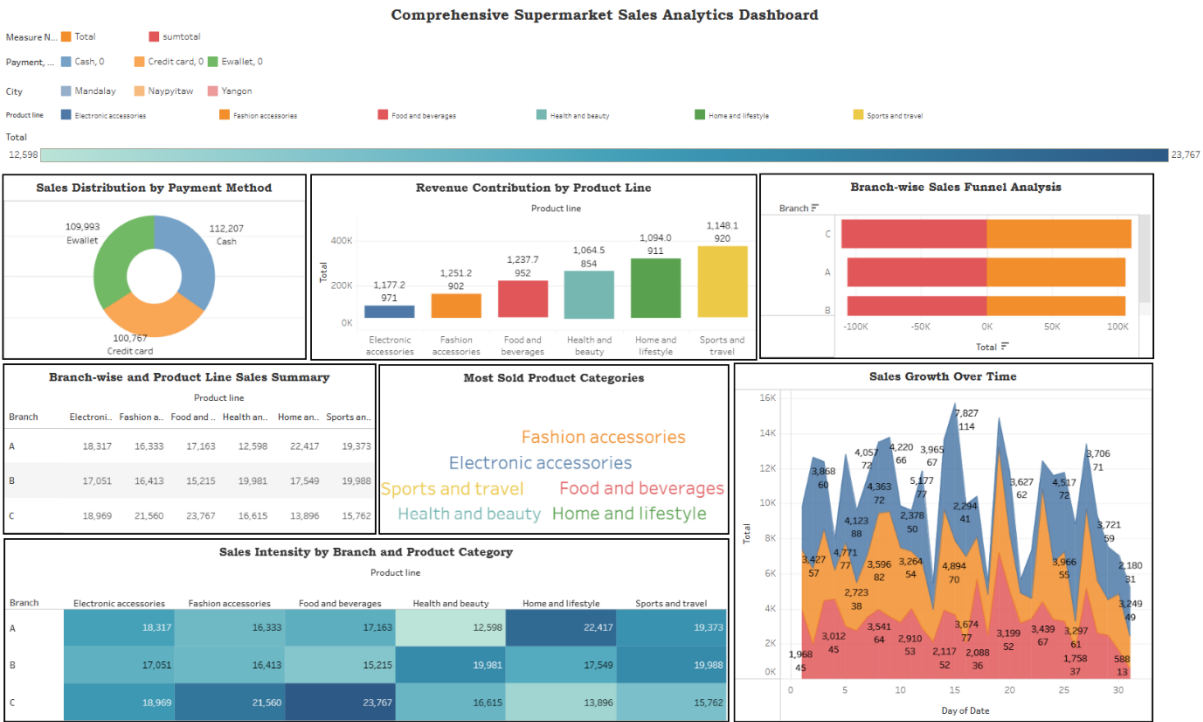 Comprehensive Supermarket Sales Analytics Dashboard
Measure N... Total sumtotal
Payment, ... Cash, 0 Credit card, 0 Ewallet, 0
City Mandalay Naypyitaw Yangon
Product line Electronic accessories Fashion accessories Food and beverages Health and beauty Home and lifestyle Sports and travel
Total
12,598 23,767
Sales Distribution by Payment Method
109,993
Ewallet
112,207
Cash
100,767
Credit card
Revenue Contribution by Product Line
Product line
Total
400K
200K
0K
1,177.2
971
1,251.2
902
1,237.7
952
1,064.5
854
1,094.0
911
1,148.1
920
Electronic
accessories
Fashion
accessories
Food and
beverages
Health and
beauty
Home and
lifestyle
Sports and
travel
Branch-wise Sales Funnel Analysis
Branch
C
A
B
-100K -50K 0K 50K 100K
Total
Branch-wise and Product Line Sales Summary
Product line
Branch Electroni.. Fashion a.. Food and .. Health an.. Home an.. Sports an..
A 18,317 16,333 17,163 12,598 22,417 19,373
B 17,051 16,413 15,215 19,981 17,549 19,988
C 18,969 21,560 23,767 16,615 13,896 15,762
Most Sold Product Categories
Fashion accessories
Electronic accessories
Sports and travel Food and beverages
Health and beauty Home and lifestyle
Sales Growth Over Time
Total
16K
14K
12K
10K
8K
6K
4K
2K
0K
7,827
114
4,057
72
4,220
66
3,965
67
3,706
71
3,868
60
4,363
72
5,177
77
3,627
62
4,517
72
4,123
88
2,378
50
2,294
41
3,721
59
3,427
57
4,771
77
3,596
82
3,264
54
4,894
70
3,966
55
2,180
31
2,723
38
3,249
49
1,968
45
3,012
45
3,541
64
2,910
53
2,117
52
3,674
77
2,088
36
3,199
52
3,439
67
3,297
61
1,758
37
588
13
0 5 10 15 20 25 30
Day of Date
Sales Intensity by Branch and Product Category
Product line
Branch Electronic accessories Fashion accessories Food and beverages Health and beauty Home and lifestyle Sports and travel
A 18,317 16,333 17,163 12,598 22,417 19,373
B 17,051 16,413 15,215 19,981 17,549 19,988
C 18,969 21,560 23,767 16,615 13,896 15,762